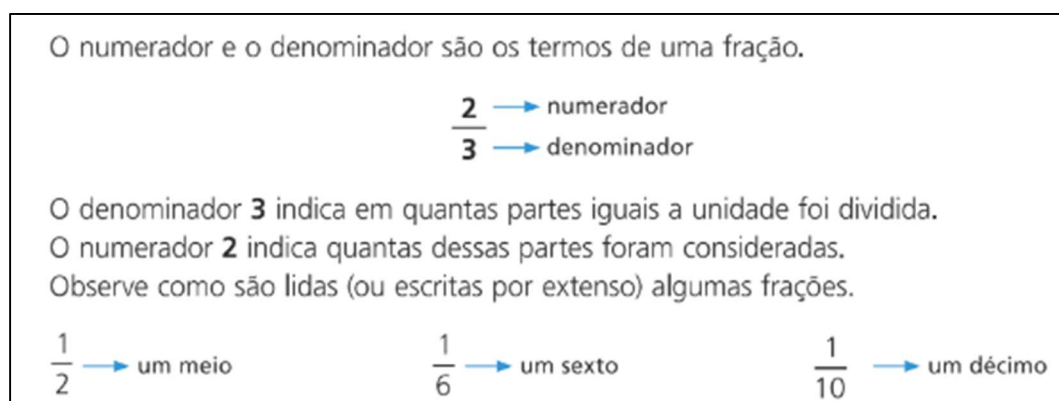 O numerador e o denominador são os termos de uma fração.
2 → numerador
3 → denominador
O denominador 3 indica em quantas partes iguais a unidade foi dividida.
O numerador 2 indica quantas dessas partes foram consideradas.
Observe como são lidas (ou escritas por extenso) algumas frações.
1/2 → um meio 1/6 → um sexto 1/10 → um décimo